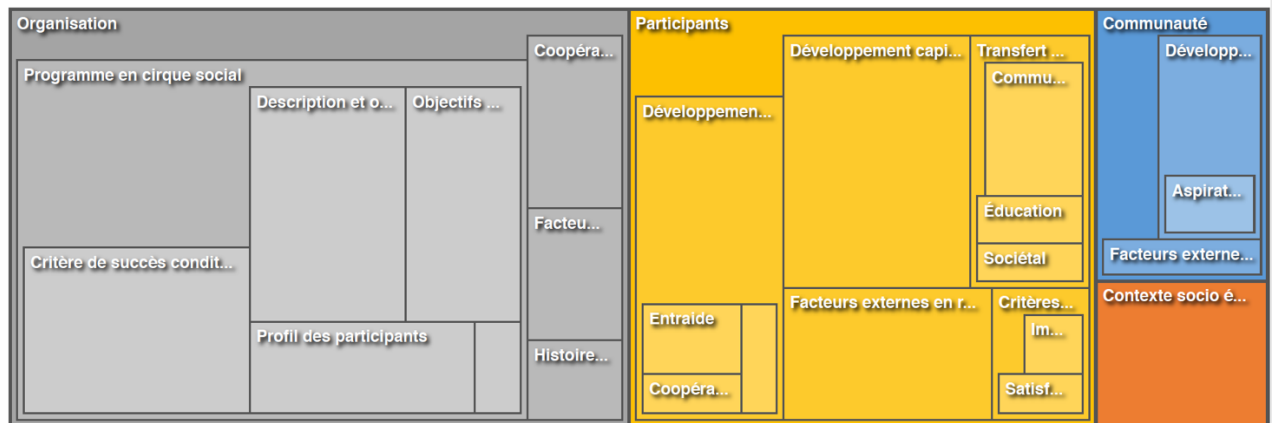 Organisation
Programme en cirque social
Description et o...
Objectifs ...
Critère de succès condit...
Profil des participants
Coopéra...
Facteu...
Histoire...
Participants
Développemen...
Entraide
Coopéra...
Développement capi...
Transfert ...
Commu...
Éducation
Sociétal
Facteurs externes en r...
Critères...
Im...
Satisf...
Communauté
Développ...
Aspirat...
Facteurs externe...
Contexte socio é...